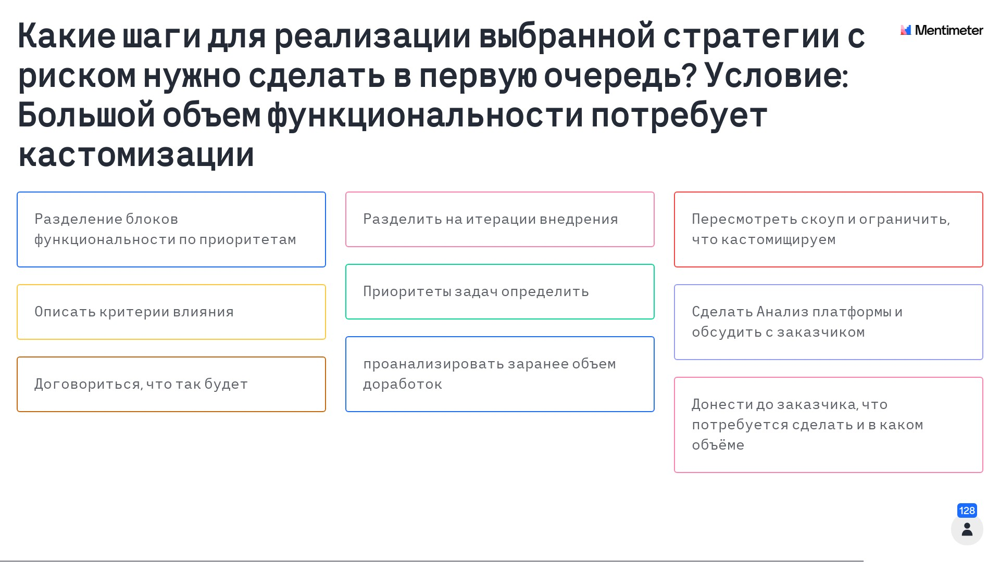 Какие шаги для реализации выбранной стратегии с
риском нужно сделать в первую очередь? Условие:
Большой объем функциональности потребует
кастомизации
Mentimeter
Разделение блоков
функциональности по приоритетам
Описать критерии влияния
Договориться, что так будет
Разделить на итерации внедрения
Приоритеты задач определить
проанализировать заранее объем
доработок
Пересмотреть скоуп и ограничить,
что кастомищируем
Сделать Анализ платформы и
обсудить с заказчиком
Донести до заказчика, что
потребуется сделать и в каком
объёме
128